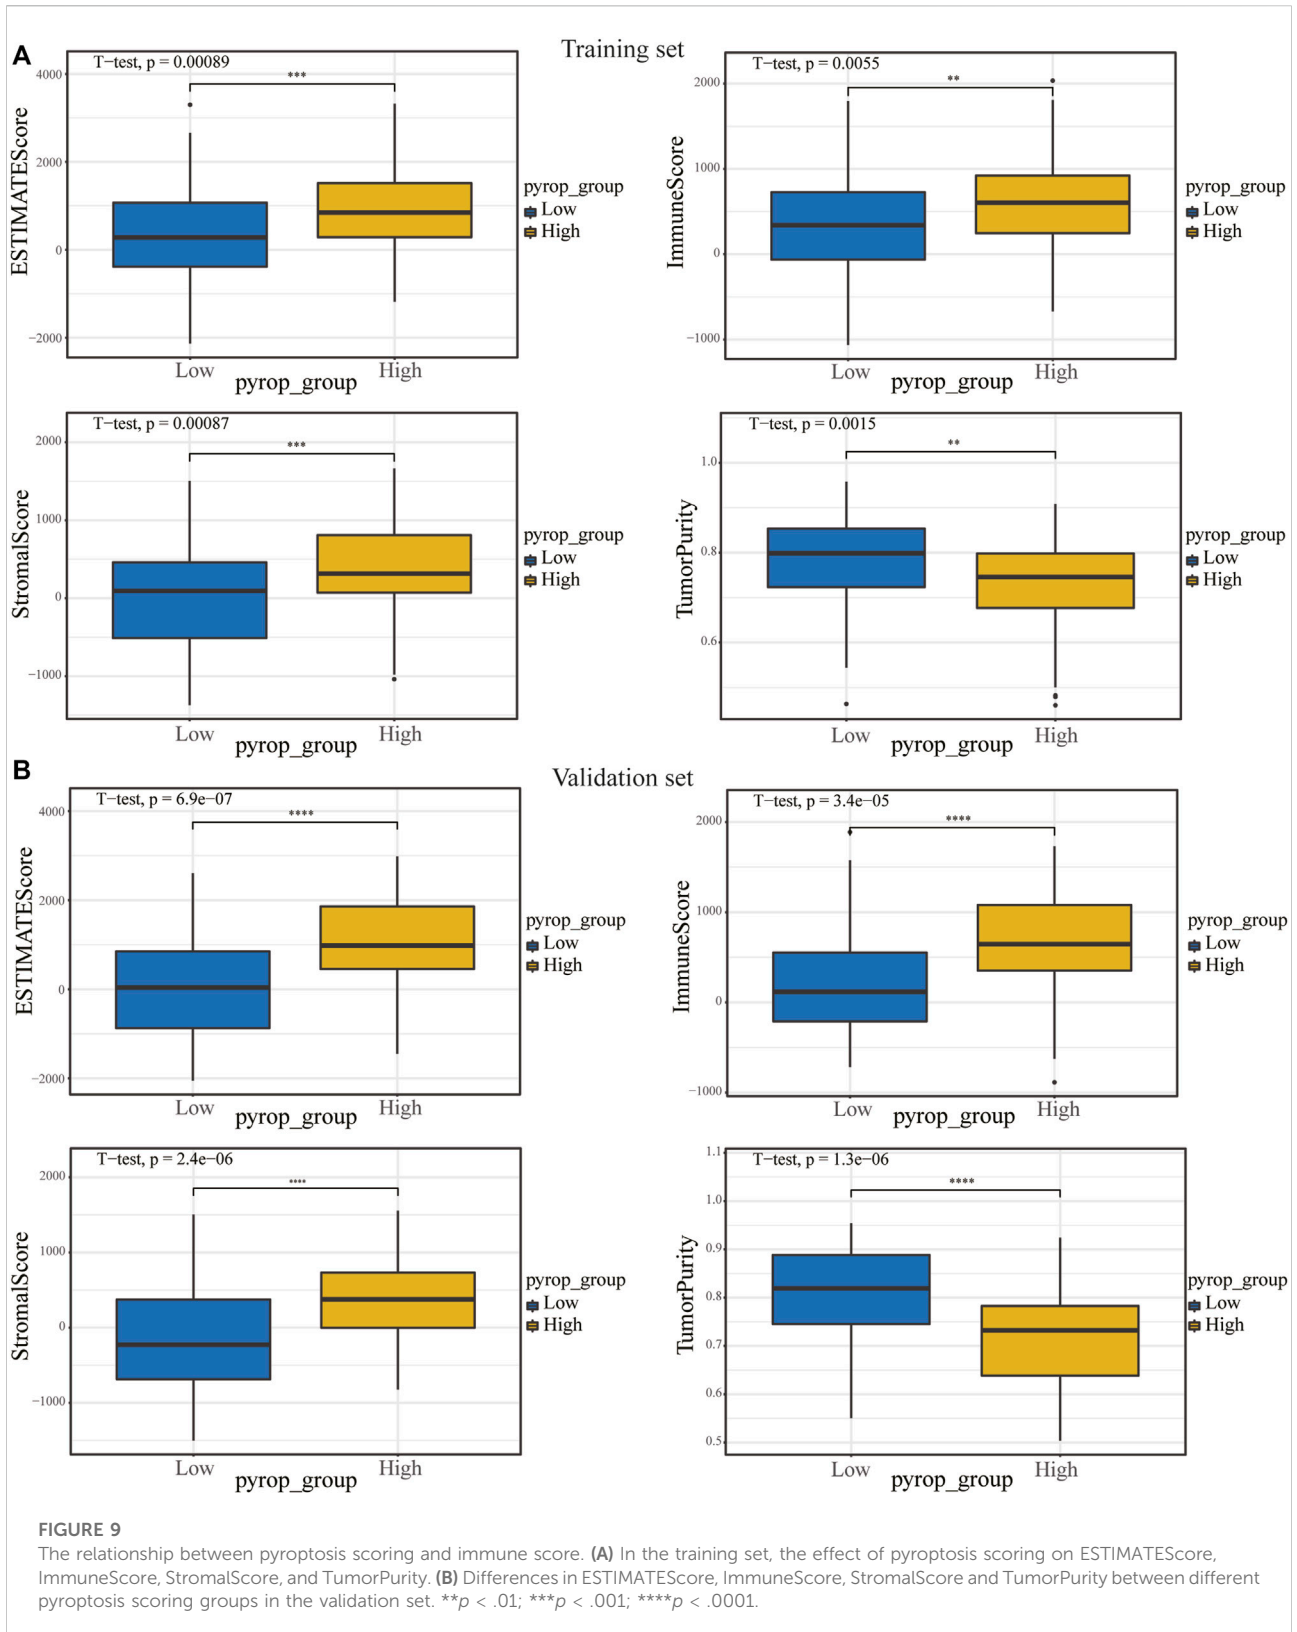 A
Training set
T−test, p = 0.00089
***
4000
2000
0
−2000
ESTIMATEScore
Low
High
pyrop_group
pyrop_group
Low
High
T−test, p = 0.0055
**
2000
1000
0
−1000
ImmuneScore
Low
High
pyrop_group
pyrop_group
Low
High
T−test, p = 0.00087
***
2000
1000
0
−1000
StromalScore
Low
High
pyrop_group
pyrop_group
Low
High
T−test, p = 0.0015
**
1.0
0.8
0.6
TumorPurity
Low
High
pyrop_group
pyrop_group
Low
High
B
Validation set
T−test, p = 6.9e−07
****
4000
2000
0
−2000
ESTIMATEScore
Low
High
pyrop_group
pyrop_group
Low
High
T−test, p = 3.4e−05
****
2000
1000
0
−1000
ImmuneScore
Low
High
pyrop_group
pyrop_group
Low
High
T−test, p = 2.4e−06
****
2000
1000
0
−1000
StromalScore
Low
High
pyrop_group
pyrop_group
Low
High
T−test, p = 1.3e−06
****
1.1
1.0
0.9
0.8
0.7
0.6
0.5
TumorPurity
Low
High
pyrop_group
pyrop_group
Low
High
FIGURE 9
The relationship between pyroptosis scoring and immune score. (A) In the training set, the effect of pyroptosis scoring on ESTIMATEScore,
ImmuneScore, StromalScore, and TumorPurity. (B) Differences in ESTIMATEScore, ImmuneScore, StromalScore and TumorPurity between different
pyroptosis scoring groups in the validation set. **p < .01; ***p < .001; ****p < .0001.